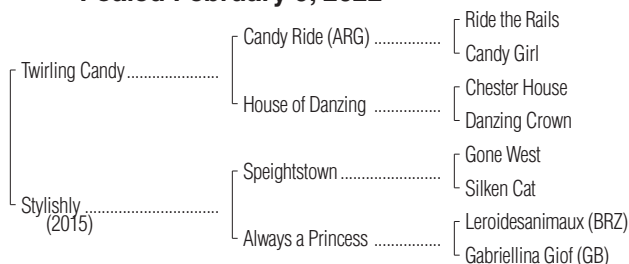 Foaled February 2022
Ride the Rails
Candy Ride (ARG) ................
Candy Girl
Twirling Candy ......................
Chester House
House of Danzing ................
Danzing Crown
Gone West
Speightstown ........................
Silken Cat
Stylishly ................................
(2015)
Leroidesanimaux (BRZ)
Always a Princess ................
Gabriellina Giof (GB)